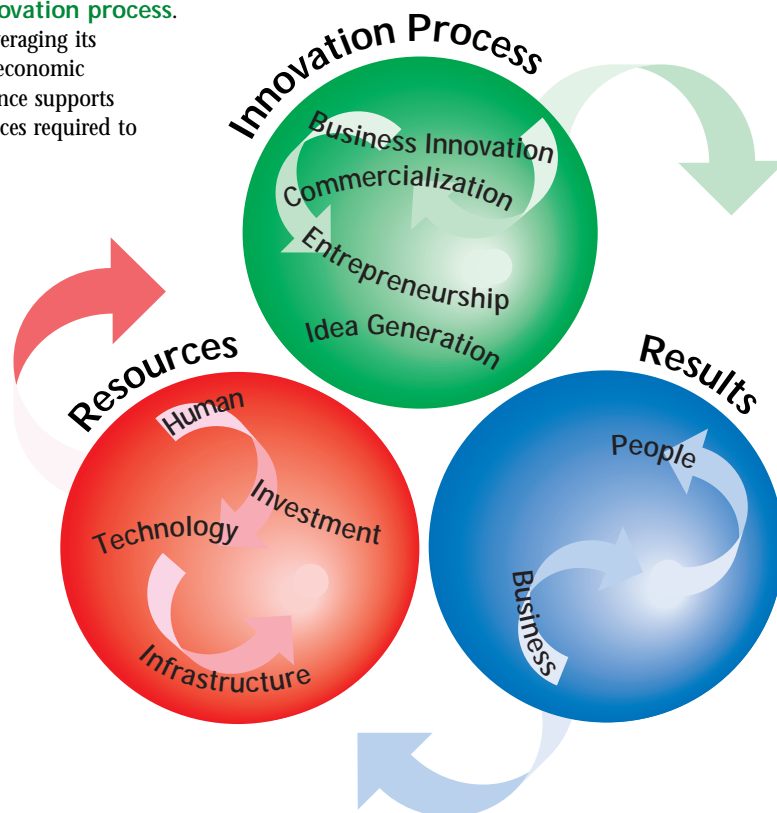 ovation process.
veraging its
economic
nce supports
ces required to
Innovation Process
Business Innovation
Commercialization
Entrepreneurship
Idea Generation
Resources
Human
Investment
Technology
Infrastructure
Results
People
Business